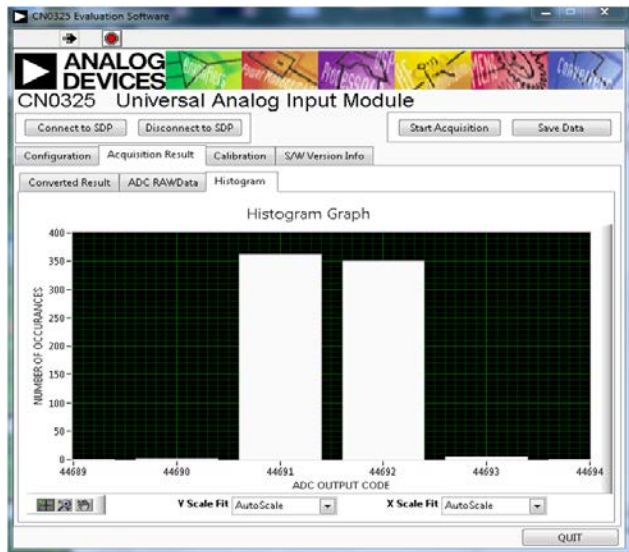 CN0325 Evaluation Software
ANALOG
DEVICES
CN0325 Universal Analog Input Module
Connect to SDP Disconnect to SDP Start Acquisition Save Data
Configuration Acquisition Result Calibration S/W Version Info
Converted Result ADC RAWData Histogram
Histogram Graph
400
350
300
250
200
150
100
50
0
NUMBER OF OCCURANCES
44689 44690 44691 44692 44693 44694
ADC OUTPUT CODE
Y Scale Fit AutoScale X Scale Fit AutoScale
QUIT